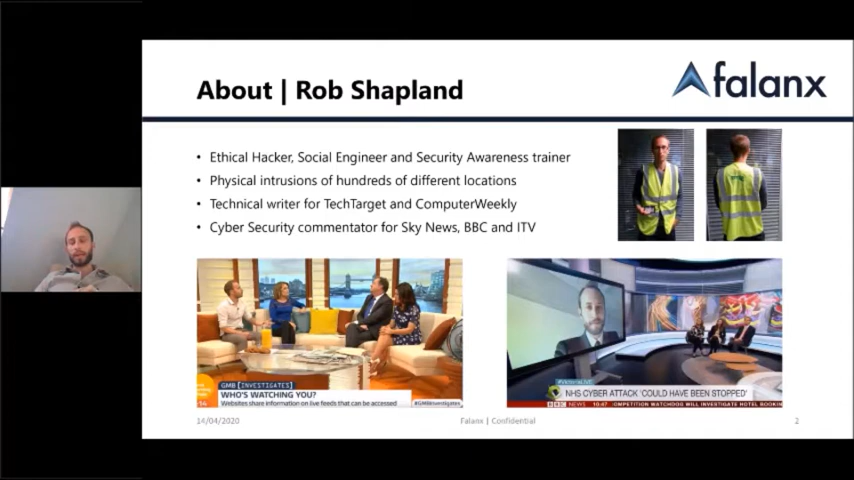 About | Rob Shapland
falanx
• Ethical Hacker, Social Engineer and Security Awareness trainer
• Physical intrusions of hundreds of different locations
• Technical writer for TechTarget and ComputerWeekly
• Cyber Security commentator for Sky News, BBC and ITV
GMB [INVESTIGATES]
WHO'S WATCHING YOU?
Websites share information on live feeds that can be accessed
#GMBInvestigates
NHS CYBER ATTACK 'COULD HAVE BEEN STOPPED'
BBC NEWS 10:47 COMPETITION WATCHDOG WILL INVESTIGATE HOTEL BOOKIN
14/04/2020
Falanx | Confidential
2